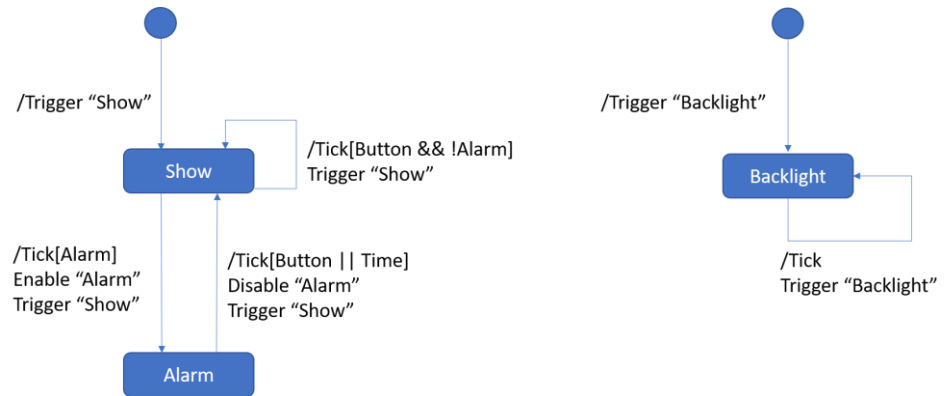 /Trigger “Show”
/Tick[Button && !Alarm]
Trigger “Show”
Show
/Tick[Alarm]
Enable “Alarm”
Trigger “Show”
/Tick[Button || Time]
Disable “Alarm”
Trigger “Show”
Alarm
/Trigger “Backlight”
Backlight
/Tick
Trigger “Backlight”